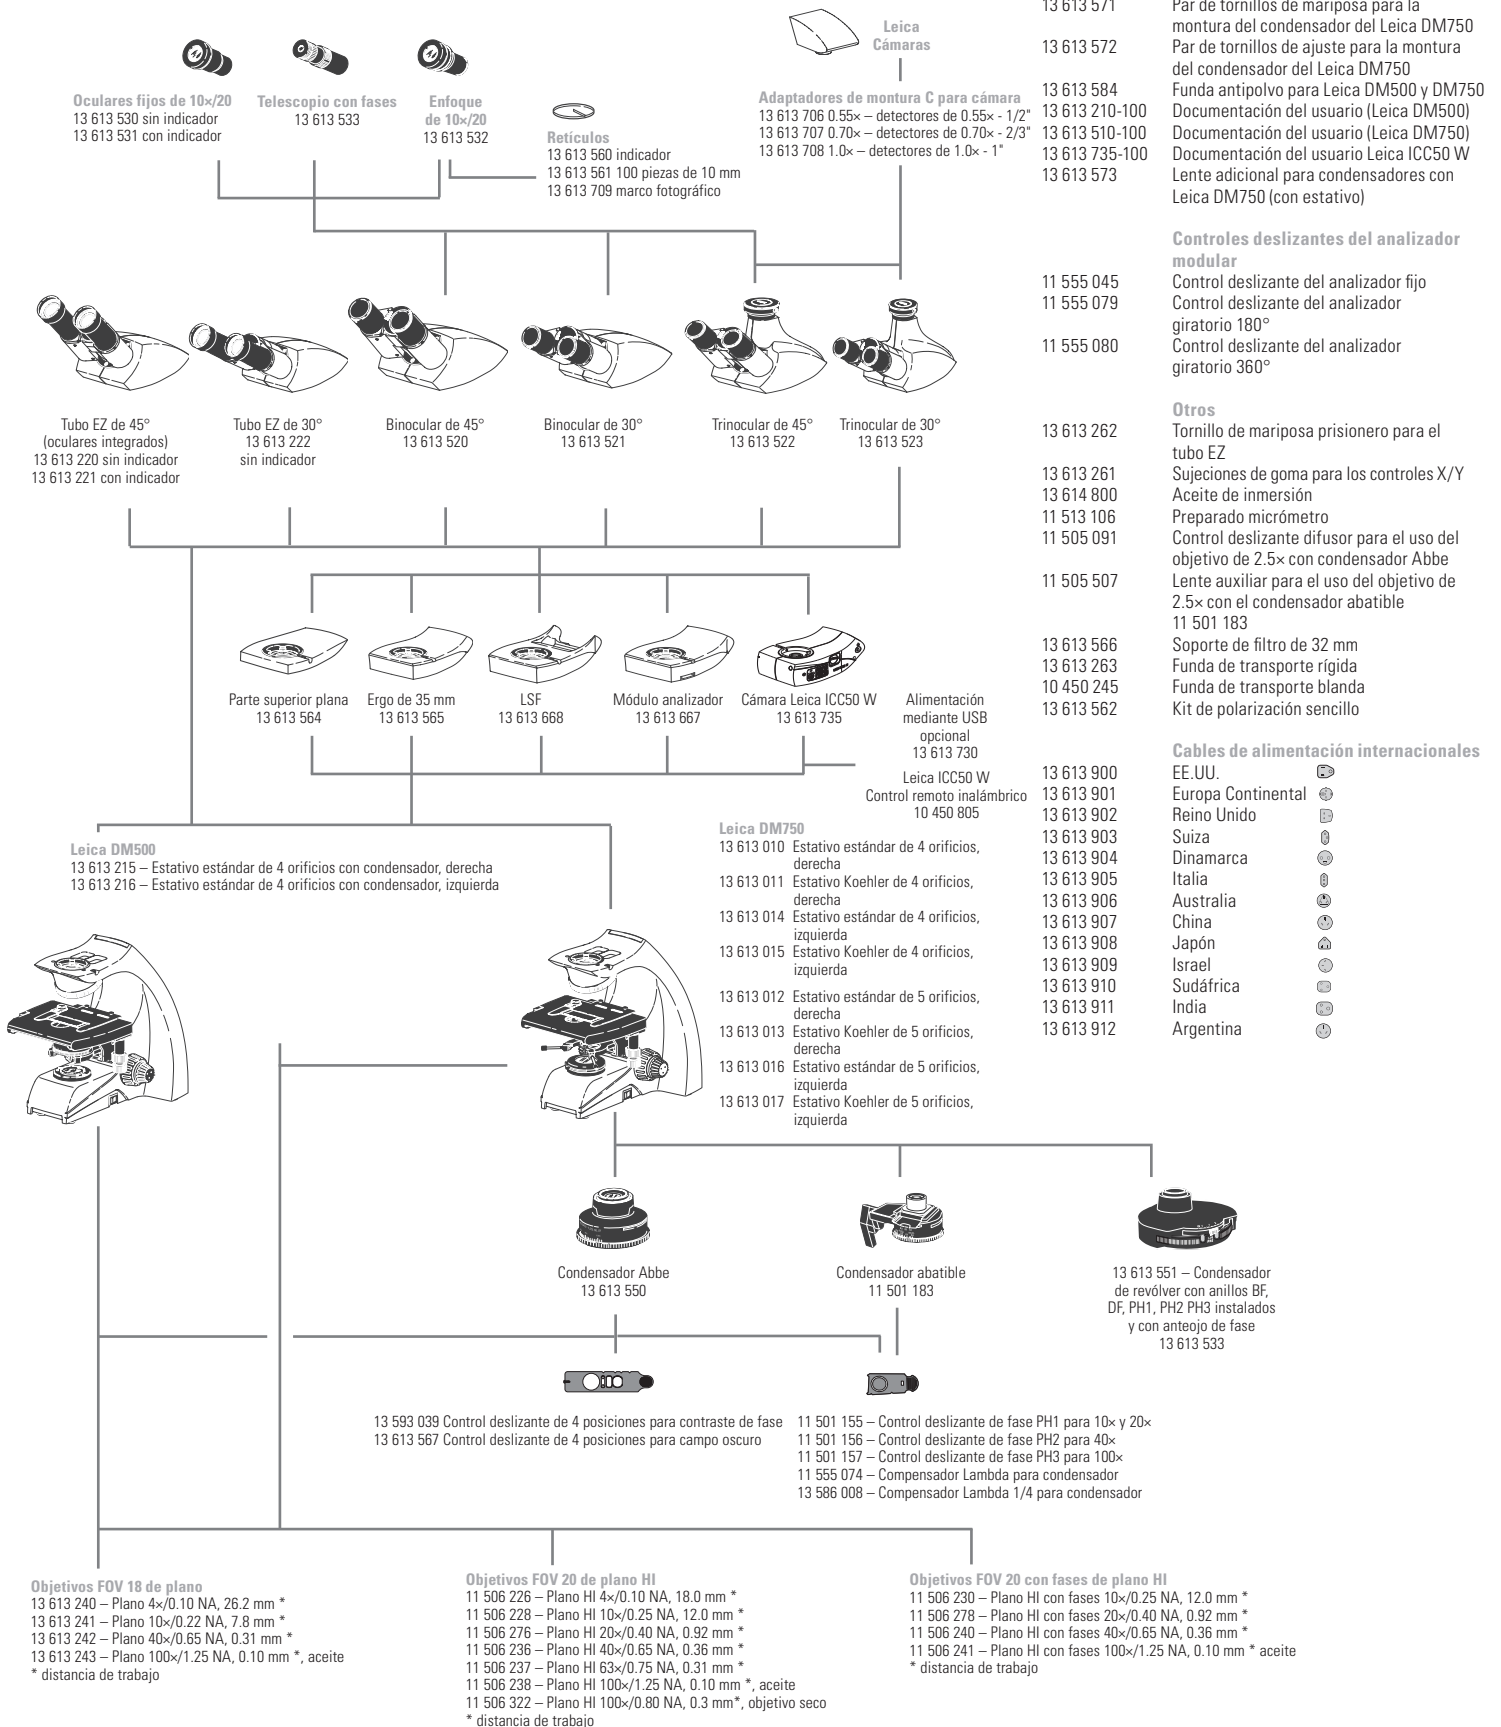 Leica
Cámaras
Oculares fijos de 10×/20
13 613 530 sin indicador
13 613 531 con indicador
Telescopio con fases
13 613 533
Enfoque
de 10×/20
13 613 532
Retículos
13 613 560 indicador
13 613 561 100 piezas de 10 mm
13 613 709 marco fotográfico
Adaptadores de montura C para cámara
13 613 706 0.55× – detectores de 0.55× - 1/2"
13 613 707 0.70× – detectores de 0.70× - 2/3"
13 613 708 1.0× – detectores de 1.0× - 1"
Tubo EZ de 45°
(oculares integrados)
13 613 220 sin indicador
13 613 221 con indicador
Tubo EZ de 30°
13 613 222
sin indicador
Binocular de 45°
13 613 520
Binocular de 30°
13 613 521
Trinocular de 45°
13 613 522
Trinocular de 30°
13 613 523
Parte superior plana
13 613 564
Ergo de 35 mm
13 613 565
LSF
13 613 668
Módulo analizador
13 613 667
Cámara Leica ICC50 W
13 613 735
Alimentación
mediante USB
opcional
13 613 730
Leica ICC50 W
Control remoto inalámbrico
10 450 805
Leica DM500
13 613 215 – Estativo estándar de 4 orificios con condensador, derecha
13 613 216 – Estativo estándar de 4 orificios con condensador, izquierda
Leica DM750
13 613 010 Estativo estándar de 4 orificios,
derecha
13 613 011 Estativo Koehler de 4 orificios,
derecha
13 613 014 Estativo estándar de 4 orificios,
izquierda
13 613 015 Estativo Koehler de 4 orificios,
izquierda
13 613 012 Estativo estándar de 5 orificios,
derecha
13 613 013 Estativo Koehler de 5 orificios,
derecha
13 613 016 Estativo estándar de 5 orificios,
izquierda
13 613 017 Estativo Koehler de 5 orificios,
izquierda
Condensador Abbe
13 613 550
Condensador abatible
11 501 183
13 613 551 – Condensador
de revólver con anillos BF,
DF, PH1, PH2 PH3 instalados
y con anteojo de fase
13 613 533
13 593 039 Control deslizante de 4 posiciones para contraste de fase
13 613 567 Control deslizante de 4 posiciones para campo oscuro
11 501 155 – Control deslizante de fase PH1 para 10× y 20×
11 501 156 – Control deslizante de fase PH2 para 40×
11 501 157 – Control deslizante de fase PH3 para 100×
11 555 074 – Compensador Lambda para condensador
13 586 008 – Compensador Lambda 1/4 para condensador
Objetivos FOV 18 de plano
13 613 240 – Plano 4×/0.10 NA, 26.2 mm *
13 613 241 – Plano 10×/0.22 NA, 7.8 mm *
13 613 242 – Plano 40×/0.65 NA, 0.31 mm *
13 613 243 – Plano 100×/1.25 NA, 0.10 mm *, aceite
* distancia de trabajo
Objetivos FOV 20 de plano HI
11 506 226 – Plano HI 4×/0.10 NA, 18.0 mm *
11 506 228 – Plano HI 10×/0.25 NA, 12.0 mm *
11 506 276 – Plano HI 20×/0.40 NA, 0.92 mm *
11 506 236 – Plano HI 40×/0.65 NA, 0.36 mm *
11 506 237 – Plano HI 63×/0.75 NA, 0.31 mm *
11 506 238 – Plano HI 100×/1.25 NA, 0.10 mm *, aceite
11 506 322 – Plano HI 100×/0.80 NA, 0.3 mm*, objetivo seco
* distancia de trabajo
Objetivos FOV 20 con fases de plano HI
11 506 230 – Plano HI con fases 10×/0.25 NA, 12.0 mm *
11 506 278 – Plano HI con fases 20×/0.40 NA, 0.92 mm *
11 506 240 – Plano HI con fases 40×/0.65 NA, 0.36 mm *
11 506 241 – Plano HI con fases 100×/1.25 NA, 0.10 mm * aceite
* distancia de trabajo
13 613 571 Par de tornillos de mariposa para la
montura del condensador del Leica DM750
13 613 572 Par de tornillos de ajuste para la montura
del condensador del Leica DM750
13 613 584 Funda antipolvo para Leica DM500 y DM750
13 613 210-100 Documentación del usuario (Leica DM500)
13 613 510-100 Documentación del usuario (Leica DM750)
13 613 735-100 Documentación del usuario Leica ICC50 W
13 613 573 Lente adicional para condensadores con
Leica DM750 (con estativo)
Controles deslizantes del analizador
modular
11 555 045 Control deslizante del analizador fijo
11 555 079 Control deslizante del analizador
giratorio 180°
11 555 080 Control deslizante del analizador
giratorio 360°
Otros
13 613 262 Tornillo de mariposa prisionero para el
tubo EZ
13 613 261 Sujeciones de goma para los controles X/Y
13 614 800 Aceite de inmersión
11 513 106 Preparado micrómetro
11 505 091 Control deslizante difusor para el uso del
objetivo de 2.5× con condensador Abbe
11 505 507 Lente auxiliar para el uso del objetivo de
2.5× con el condensador abatible
11 501 183
13 613 566 Soporte de filtro de 32 mm
13 613 263 Funda de transporte rígida
10 450 245 Funda de transporte blanda
13 613 562 Kit de polarización sencillo
Cables de alimentación internacionales
13 613 900 EE.UU.
13 613 901 Europa Continental
13 613 902 Reino Unido
13 613 903 Suiza
13 613 904 Dinamarca
13 613 905 Italia
13 613 906 Australia
13 613 907 China
13 613 908 Japón
13 613 909 Israel
13 613 910 Sudáfrica
13 613 911 India
13 613 912 Argentina